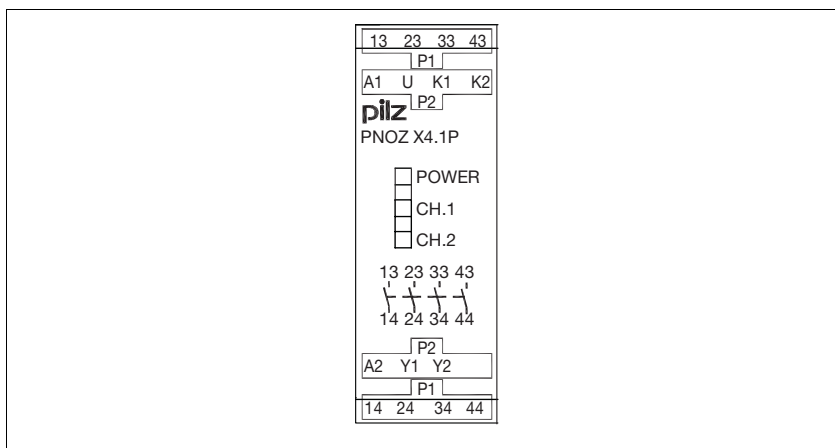 13 23 33 43
P1
A1 U K1 K2
P2
pilz
PNOZ X4.1P
POWER
CH.1
CH.2
13 23 33 43
14 24 34 44
P2
A2 Y1 Y2
P1
14 24 34 44